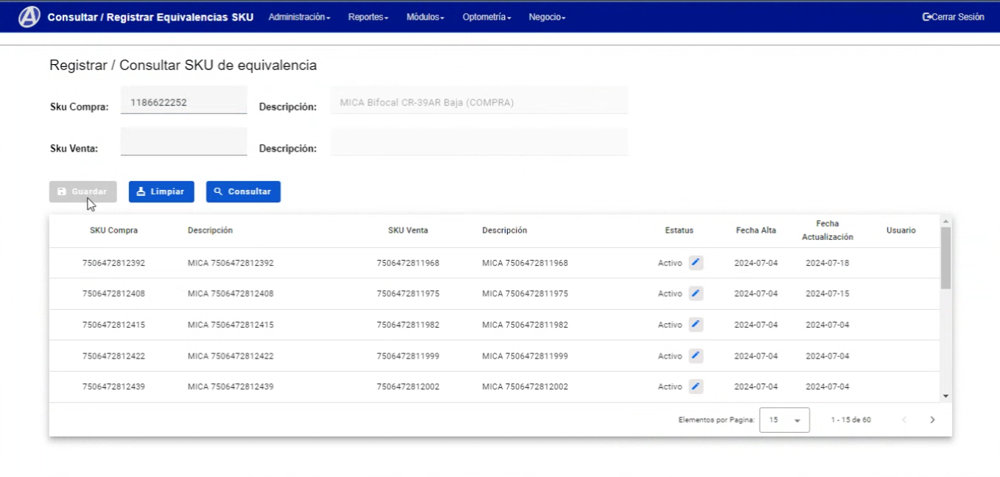 Consultar / Registrar Equivalencias SKU Administración Reportes Módulos Optometría Negocio Cerrar Sesión
Registrar / Consultar SKU de equivalencia
Sku Compra: 1186622252 Descripción: MICA Bifocal CR-39AR Baja (COMPRA)
Sku Venta: Descripción:
Guardar Limpiar Consultar
SKU Compra Descripción SKU Venta Descripción Estatus Fecha Alta Fecha Actualización Usuario
7506472812392 MICA 7506472812392 7506472811968 MICA 7506472811968 Activo 2024-07-04 2024-07-18
7506472812408 MICA 7506472812408 7506472811975 MICA 7506472811975 Activo 2024-07-04 2024-07-15
7506472812415 MICA 7506472812415 7506472811982 MICA 7506472811982 Activo 2024-07-04 2024-07-04
7506472812422 MICA 7506472812422 7506472811999 MICA 7506472811999 Activo 2024-07-04 2024-07-04
7506472812439 MICA 7506472812439 7506472812002 MICA 7506472812002 Activo 2024-07-04 2024-07-04
Elementos por Pagina: 15 1 - 15 de 60